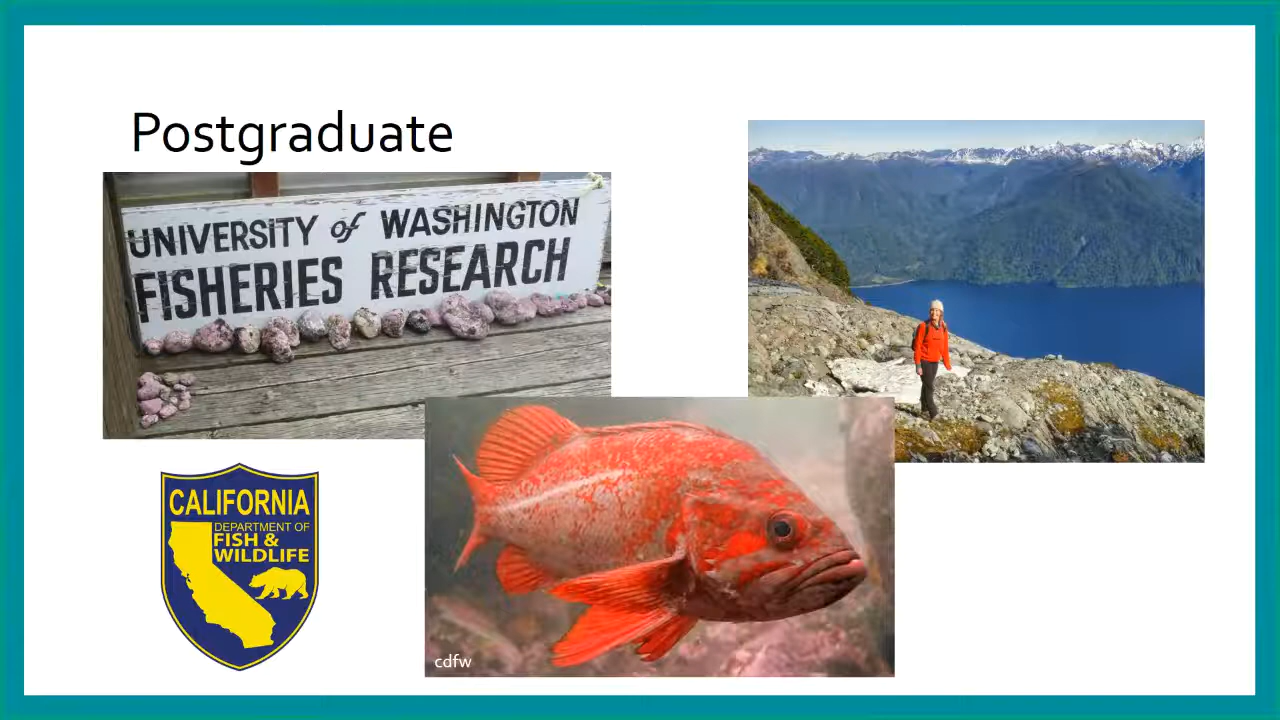 Postgraduate
UNIVERSITY of WASHINGTON
FISHERIES RESEARCH
CALIFORNIA
DEPARTMENT OF
FISH &
WILDLIFE
cdfw